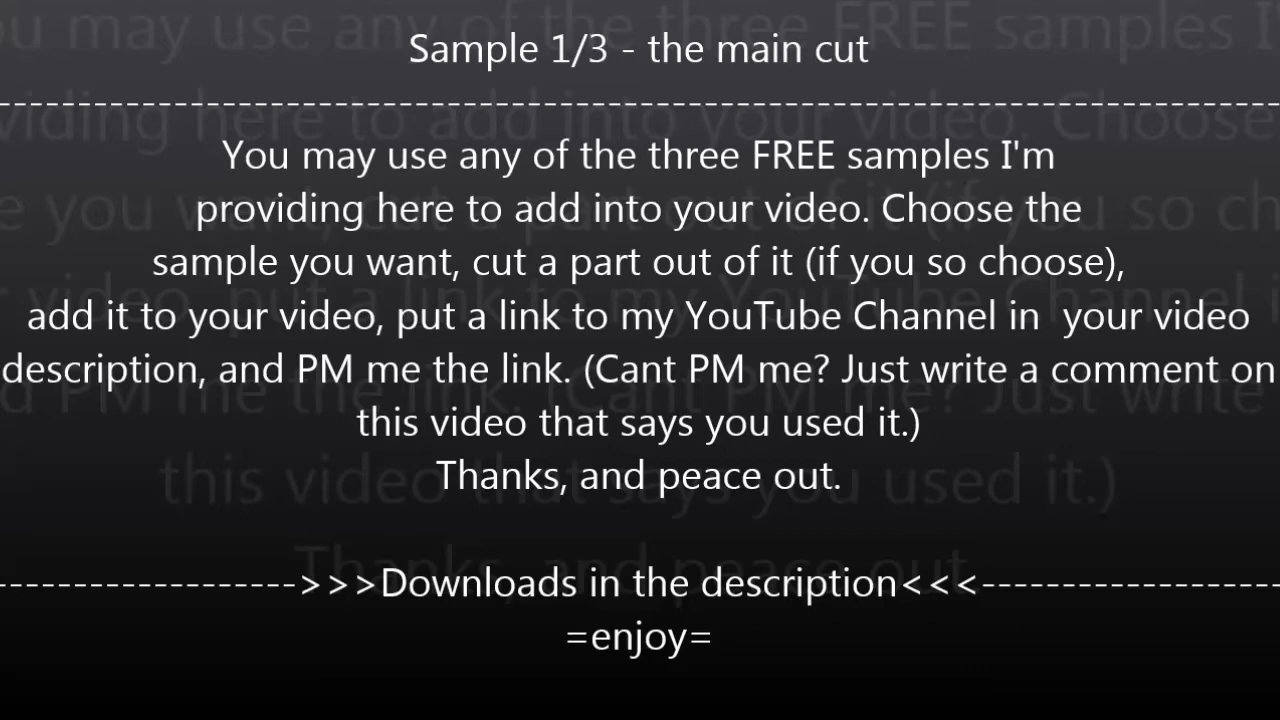 Sample 1/3 - the main cut
--------------------------------------------------------------------------------
You may use any of the three FREE samples I'm
providing here to add into your video. Choose the
sample you want, cut a part out of it (if you so choose),
add it to your video, put a link to my YouTube Channel in  your video
description, and PM me the link. (Cant PM me? Just write a comment on
this video that says you used it.)
Thanks, and peace out.
------------------->>>Downloads in the description<<<-------------------
=enjoy=